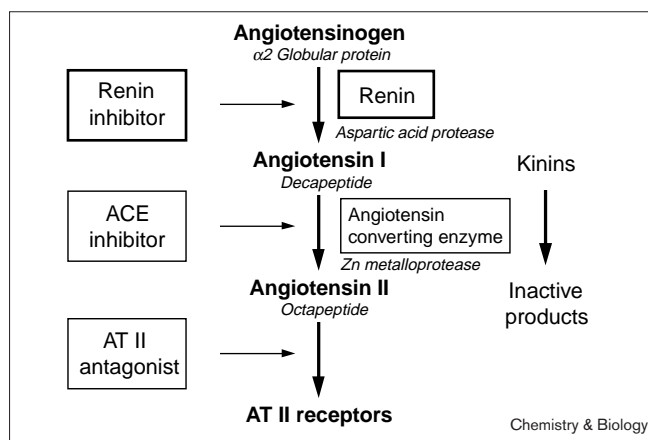 Angiotensinogen
α2 Globular protein
Renin
inhibitor
Renin
Aspartic acid protease
Angiotensin I
Decapeptide
Kinins
ACE
inhibitor
Angiotensin
converting enzyme
Zn metalloprotease
Angiotensin II
Octapeptide
Inactive
products
AT II
antagonist
AT II receptors
Chemistry & Biology